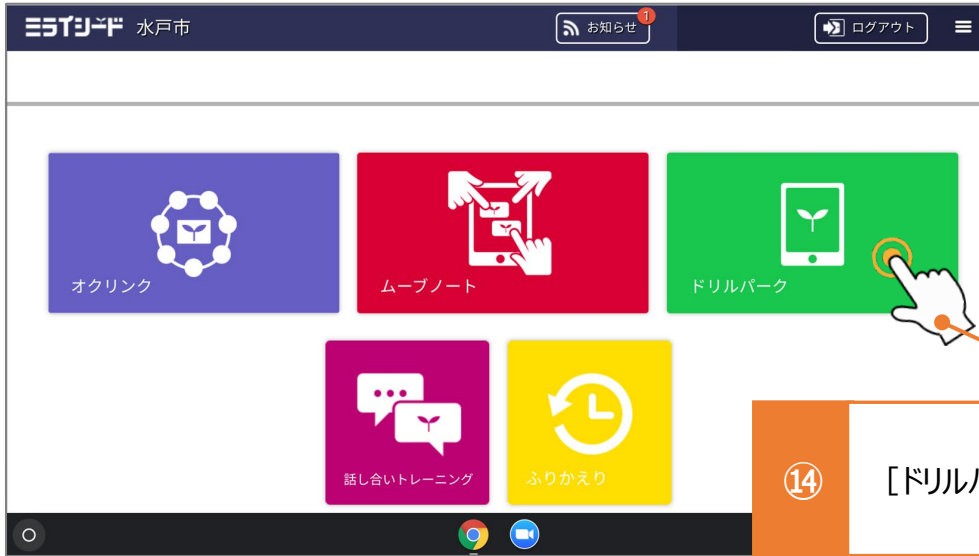 ミライシード 水戸市
お知らせ
1
ログアウト
オクリンク
ムーブノート
ドリルパーク
話し合いトレーニング
ふりかえり
⑭
[ドリル